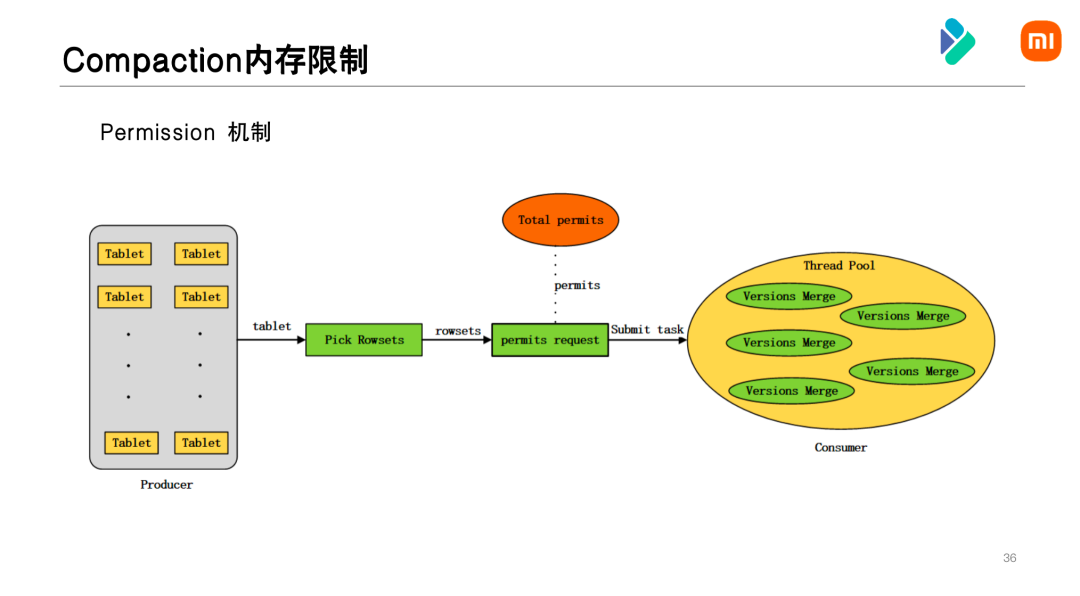 Compaction内存限制
mi
Permission 机制
Total permits
permits
Tablet Tablet
Tablet Tablet
Tablet Tablet
Producer
tablet
Pick Rowsets
rowsets
permits request
Submit task
Thread Pool
Versions Merge
Versions Merge
Versions Merge
Versions Merge
Versions Merge
Consumer
36